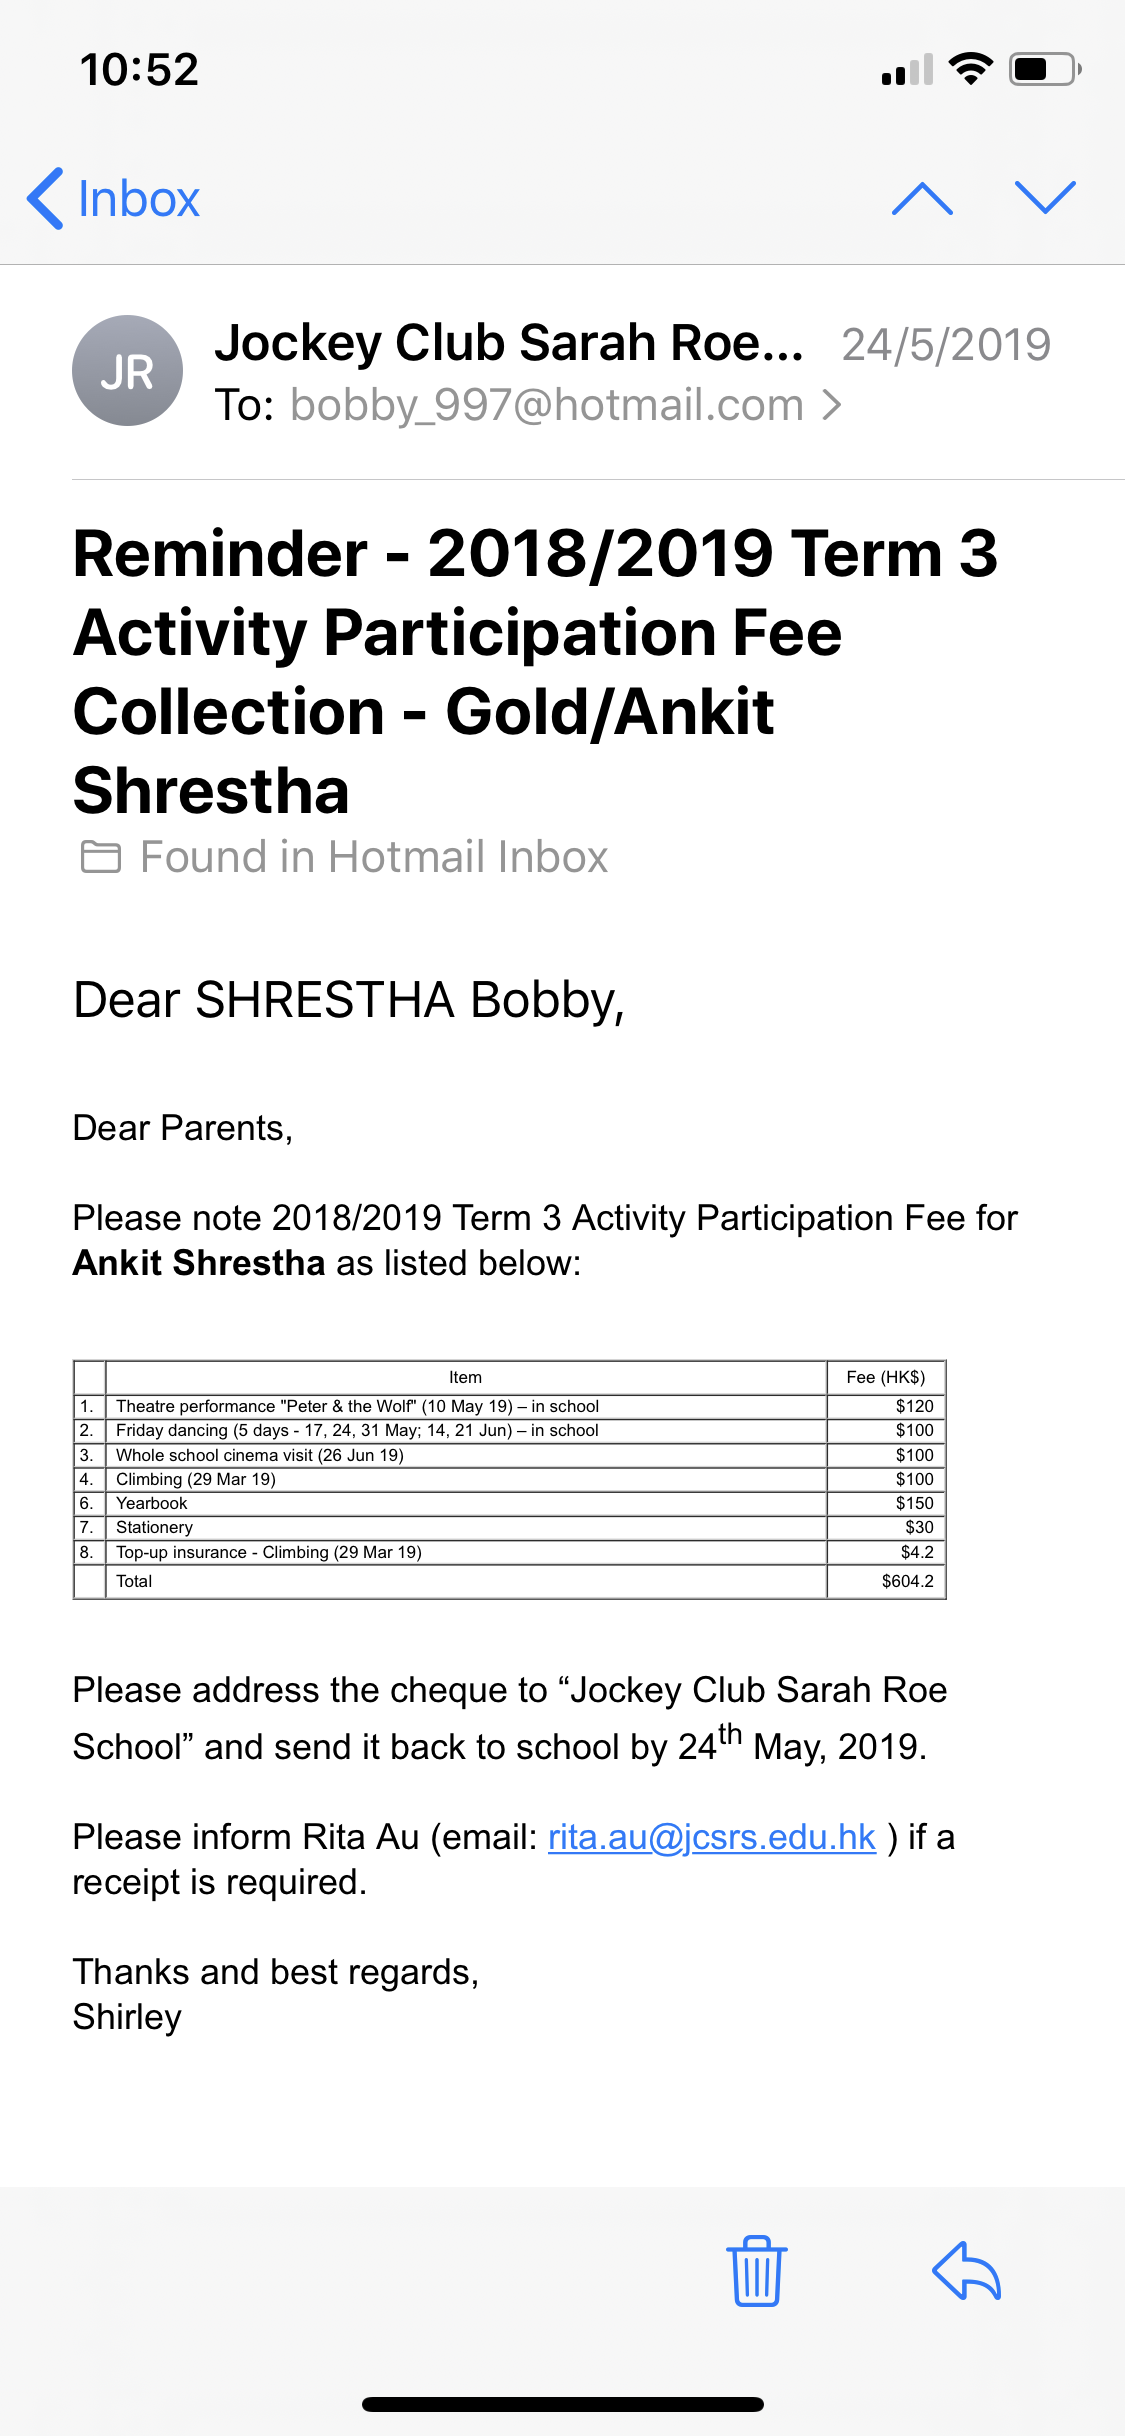 10:52
Inbox
JR
Jockey Club Sarah Roe... 24/5/2019
To: bobby_997@hotmail.com
Reminder - 2018/2019 Term 3
Activity Participation Fee
Collection - Gold/Ankit
Shrestha
Found in Hotmail Inbox
Dear SHRESTHA Bobby,
Dear Parents,
Please note 2018/2019 Term 3 Activity Participation Fee for
Ankit Shrestha as listed below:
Item Fee (HK$)
1. Theatre performance "Peter & the Wolf" (10 May 19) – in school $120
2. Friday dancing (5 days - 17, 24, 31 May; 14, 21 Jun) – in school $100
3. Whole school cinema visit (26 Jun 19) $100
4. Climbing (29 Mar 19) $100
6. Yearbook $150
7. Stationery $30
8. Top-up insurance - Climbing (29 Mar 19) $4.2
Total $604.2
Please address the cheque to “Jockey Club Sarah Roe
School” and send it back to school by 24th May, 2019.
Please inform Rita Au (email: rita.au@jcsrs.edu.hk ) if a
receipt is required.
Thanks and best regards,
Shirley